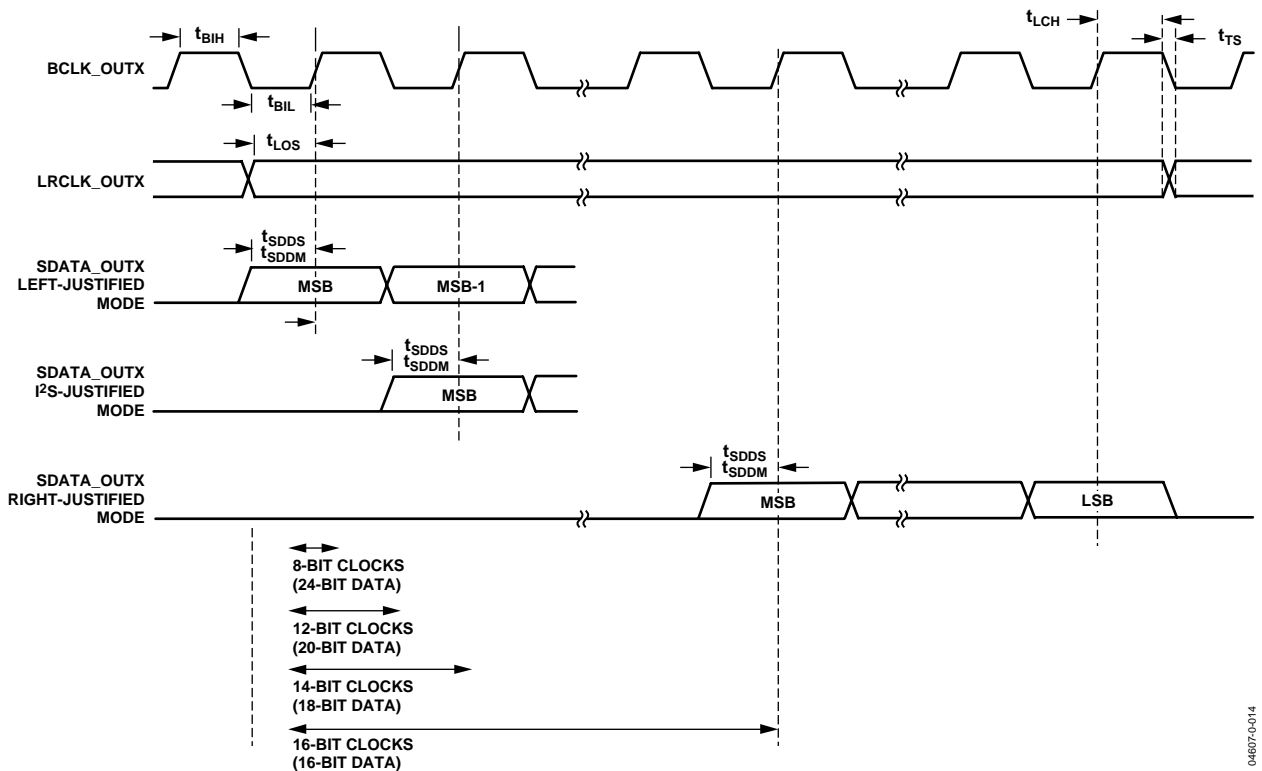 tLCH
tBIH
tTS
BCLK_OUTX
tBIL
tLOS
LRCLK_OUTX
tSDDS
tSDDM
SDATA_OUTX
LEFT-JUSTIFIED
MODE
MSB
MSB-1
tSDDS
tSDDM
SDATA_OUTX
I²S-JUSTIFIED
MODE
MSB
tSDDS
tSDDM
SDATA_OUTX
RIGHT-JUSTIFIED
MODE
MSB
LSB
8-BIT CLOCKS
(24-BIT DATA)
12-BIT CLOCKS
(20-BIT DATA)
14-BIT CLOCKS
(18-BIT DATA)
16-BIT CLOCKS
(16-BIT DATA)
04607-0-014